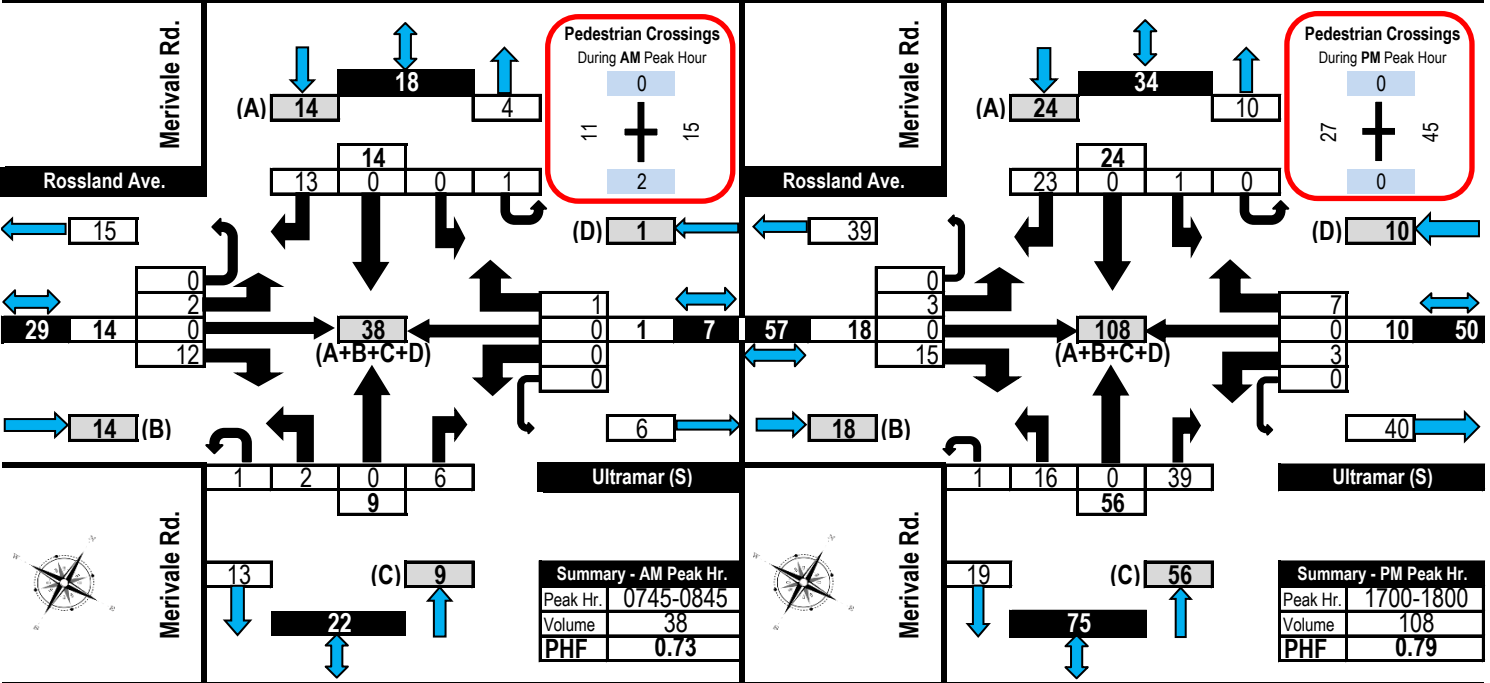 Merivale Rd.
18
(A) 14
4
Pedestrian Crossings
During AM Peak Hour
0
11
15
2
14
13 0 0 1
Rossland Ave.
15
(D) 1
0
2
29 14 0
12
38
(A+B+C+D)
1
0 1 7
0
0
14 (B)
6
1 2 0 6
9
Ultramar (S)
Merivale Rd.
13
(C) 9
22
Summary - AM Peak Hr.
Peak Hr. 0745-0845
Volume 38
PHF 0.73
Merivale Rd.
34
(A) 24
10
Pedestrian Crossings
During PM Peak Hour
0
27
45
0
24
23 0 1 0
Rossland Ave.
39
(D) 10
0
3
57 18 0
15
108
(A+B+C+D)
7
0 10 50
3
0
18 (B)
40
1 16 0 39
56
Ultramar (S)
Merivale Rd.
19
(C) 56
75
Summary - PM Peak Hr.
Peak Hr. 1700-1800
Volume 108
PHF 0.79